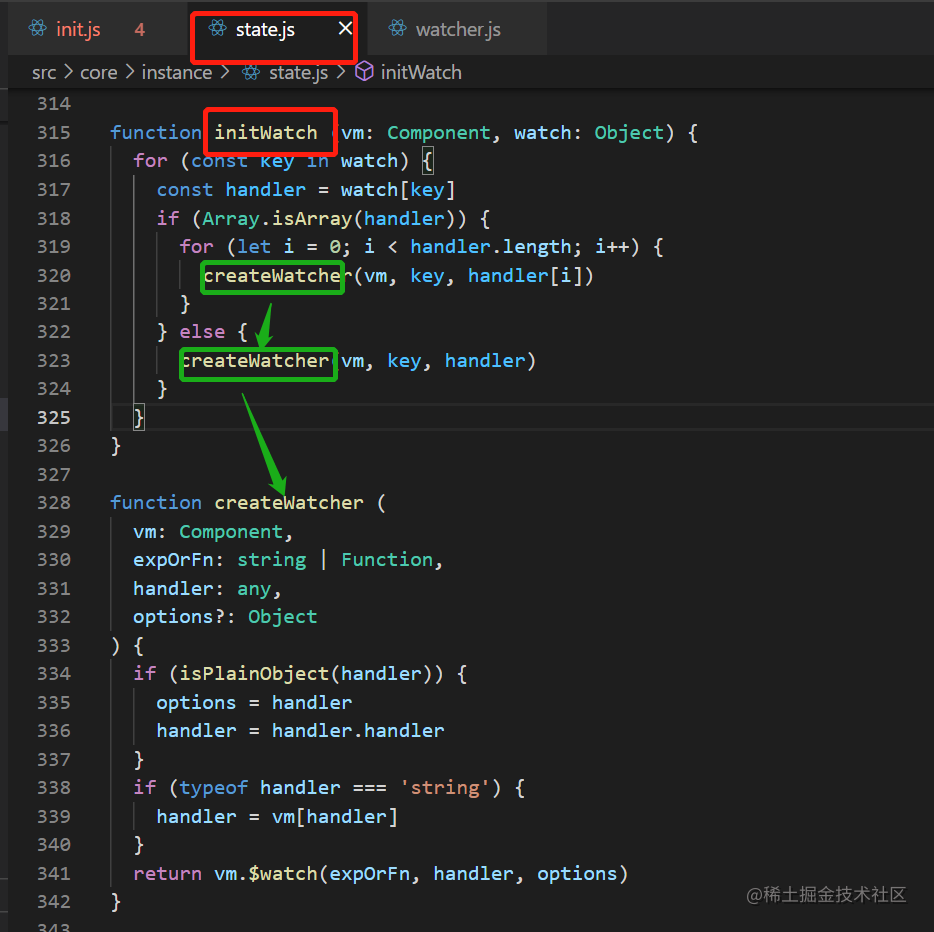 init.js 4 state.js × watcher.js
src > core > instance > state.js > initWatch
314
315 function initWatch (vm: Component, watch: Object) {
316   for (const key in watch) {
317     const handler = watch[key]
318     if (Array.isArray(handler)) {
319       for (let i = 0; i < handler.length; i++) {
320         createWatcher(vm, key, handler[i])
321       }
322     } else {
323       createWatcher(vm, key, handler)
324     }
325   }
326 }
327
328 function createWatcher (
329   vm: Component,
330   expOrFn: string | Function,
331   handler: any,
332   options?: Object
333 ) {
334   if (isPlainObject(handler)) {
335     options = handler
336     handler = handler.handler
337   }
338   if (typeof handler === 'string') {
339     handler = vm[handler]
340   }
341   return vm.$watch(expOrFn, handler, options)
342 }
343
@稀土掘金技术社区